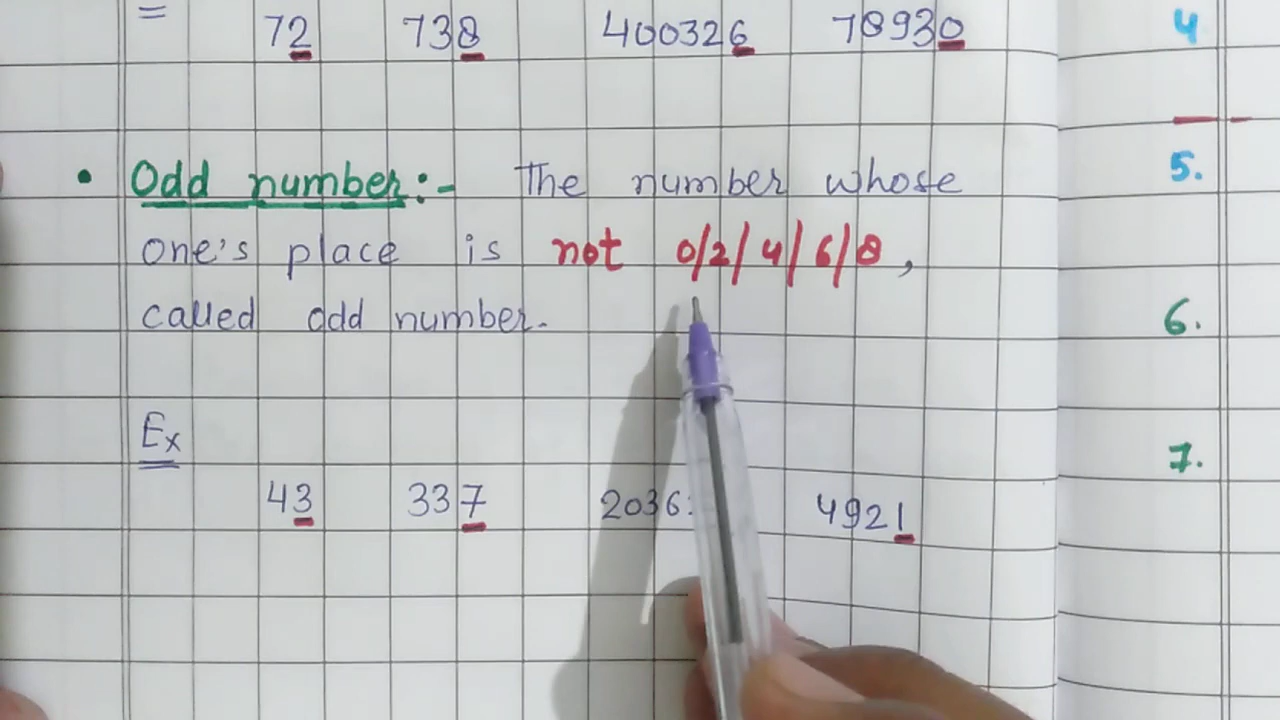 = 72 738 400326 78930
• Odd number:- The number whose
one's place is not 0/2/4/6/8,
called odd number.
Ex
43 337 4921
4
5.
6.
7.